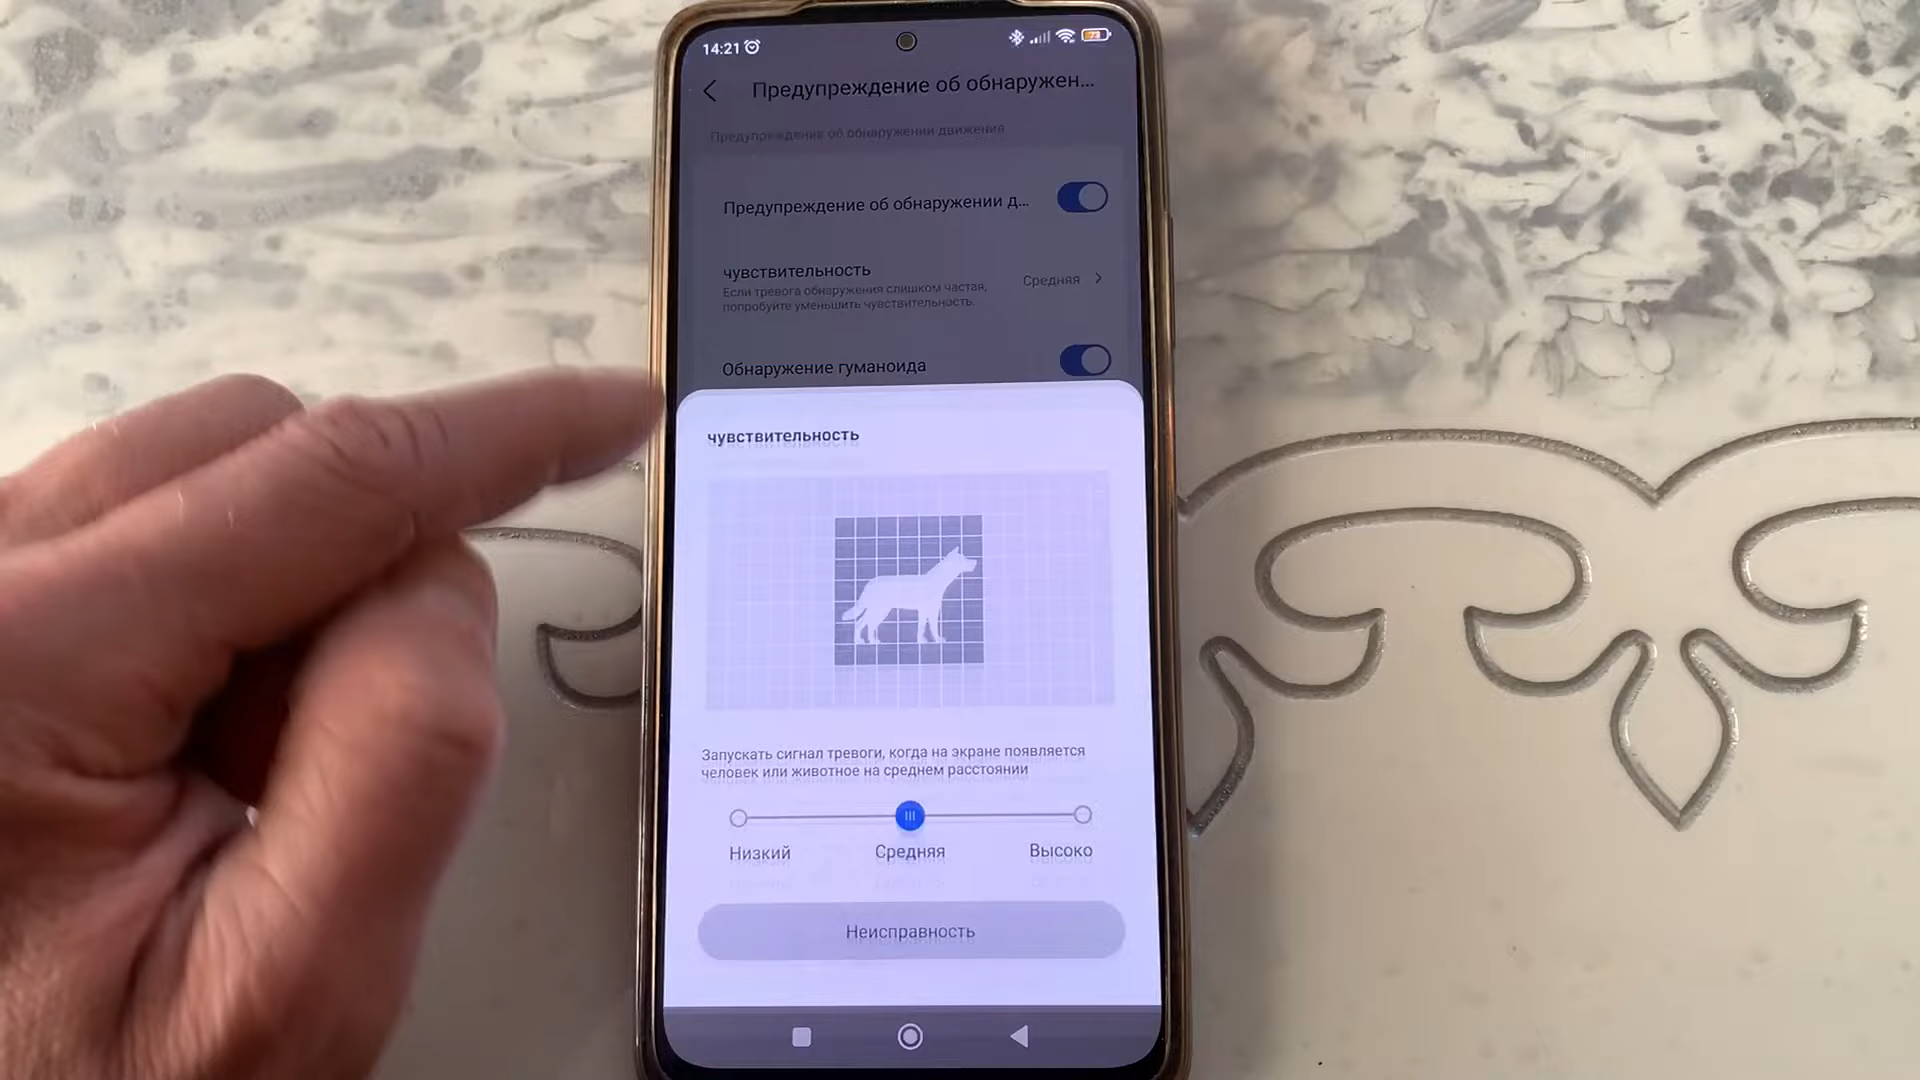 14:21
73
Предупреждение об обнаружен...
Предупреждение об обнаружении движения
Предупреждение об обнаружении д...
чувствительность
Если тревога обнаружения слишком частая,
попробуйте уменьшить чувствительность.
Средняя
Обнаружение гуманоида
чувствительность
Запускать сигнал тревоги, когда на экране появляется
человек или животное на среднем расстоянии
Низкий Средняя Высоко
Неисправность